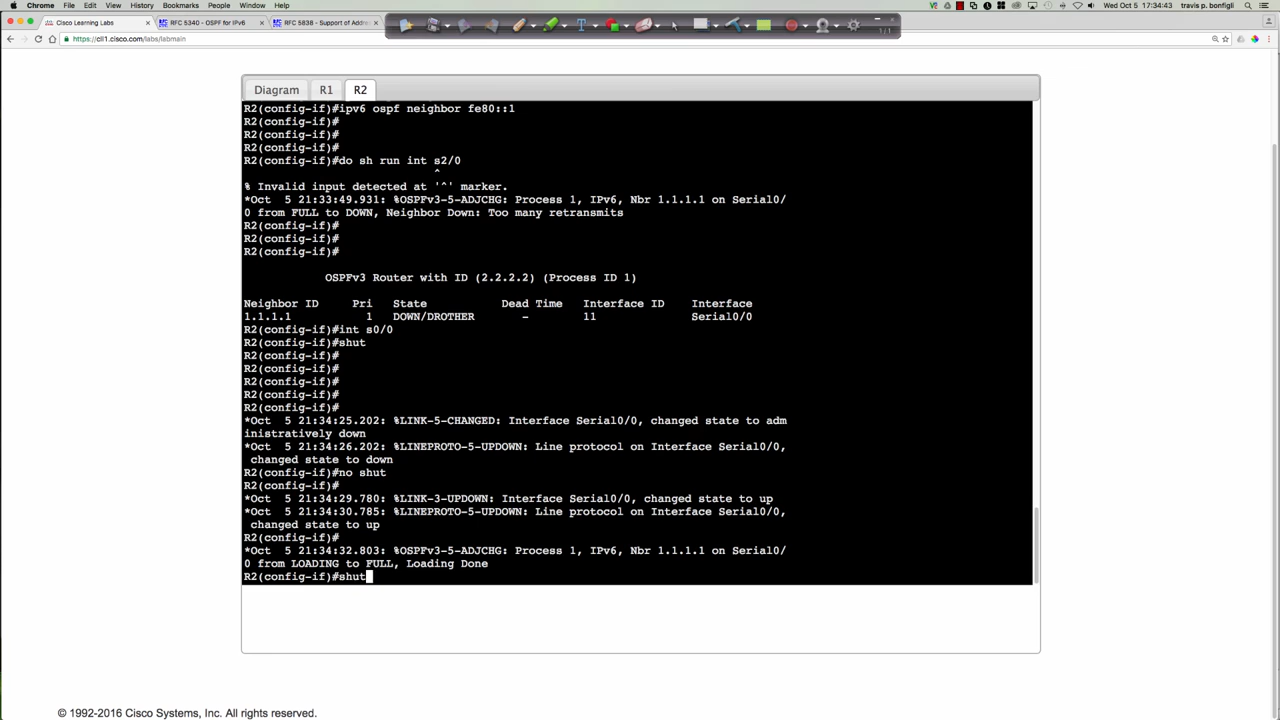 Chrome File Edit View History Bookmarks People Window Help
Wed Oct 5 17:34:43 travis p. bonfigli
Cisco Learning Labs
RFC 5340 - OSPF for IPv6
RFC 5838 - Support of Addre
https://cll1.cisco.com/labs/labmain
Diagram R1 R2
R2(config-if)#ipv6 ospf neighbor fe80::1
R2(config-if)#
R2(config-if)#
R2(config-if)#
R2(config-if)#do sh run int s2/0
^
% Invalid input detected at '^' marker.
*Oct 5 21:33:49.931: %OSPFv3-5-ADJCHG: Process 1, IPv6, Nbr 1.1.1.1 on Serial0/
0 from FULL to DOWN, Neighbor Down: Too many retransmits
R2(config-if)#
R2(config-if)#
R2(config-if)#
OSPFv3 Router with ID (2.2.2.2) (Process ID 1)
Neighbor ID Pri State Dead Time Interface ID Interface
1.1.1.1 1 DOWN/DROTHER - 11 Serial0/0
R2(config-if)#int s0/0
R2(config-if)#shut
R2(config-if)#
R2(config-if)#
R2(config-if)#
R2(config-if)#
R2(config-if)#
*Oct 5 21:34:25.202: %LINK-5-CHANGED: Interface Serial0/0, changed state to adm
inistratively down
*Oct 5 21:34:26.202: %LINEPROTO-5-UPDOWN: Line protocol on Interface Serial0/0,
changed state to down
R2(config-if)#no shut
R2(config-if)#
*Oct 5 21:34:29.780: %LINK-3-UPDOWN: Interface Serial0/0, changed state to up
*Oct 5 21:34:30.785: %LINEPROTO-5-UPDOWN: Line protocol on Interface Serial0/0,
changed state to up
R2(config-if)#
*Oct 5 21:34:32.803: %OSPFv3-5-ADJCHG: Process 1, IPv6, Nbr 1.1.1.1 on Serial0/
0 from LOADING to FULL, Loading Done
R2(config-if)#shut
© 1992-2016 Cisco Systems, Inc. All rights reserved.